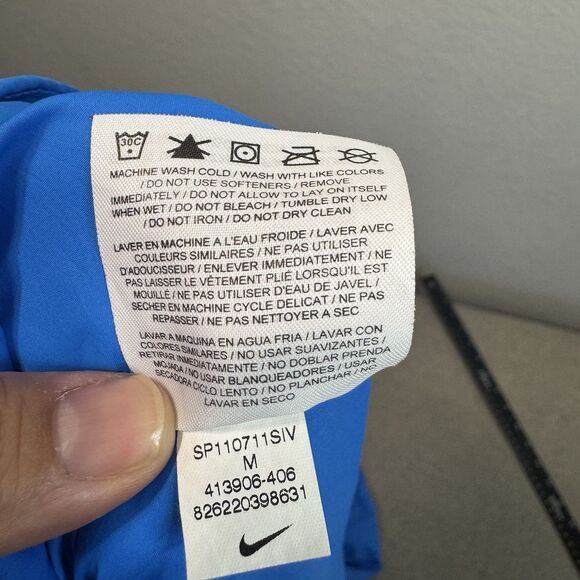 30C
MACHINE WASH COLD / WASH WITH LIKE COLORS
/ DO NOT USE SOFTENERS / REMOVE
IMMEDIATELY / DO NOT ALLOW TO LAY ON ITSELF
WHEN WET / DO NOT BLEACH / TUMBLE DRY LOW
/ DO NOT IRON / DO NOT DRY CLEAN
LAVER EN MACHINE A L'EAU FROIDE / LAVER AVEC
COULEURS SIMILAIRES / NE PAS UTILISER
D'ADOUCISSEUR / ENLEVER IMMEDIATEMENT / NE
PAS LAISSER LE VÊTEMENT PLIÉ LORSQU'IL EST
MOUILLÉ / NE PAS UTILISER D'EAU DE JAVEL /
SECHER EN MACHINE CYCLE DELICAT / NE PAS
REPASSER / NE PAS NETTOYER A SEC
LAVAR A MAQUINA EN AGUA FRIA / LAVAR CON
COLORES SIMILARES / NO USAR SUAVIZANTES /
RETIRAR INMEDIATAMENTE / NO DOBLAR PRENDA
MOJADA / NO USAR BLANQUEADORES / USAR
SECADORA CICLO LENTO / NO PLANCHAR / NO
LAVAR EN SECO
SP110711SIV
M
413906-406
826220398631